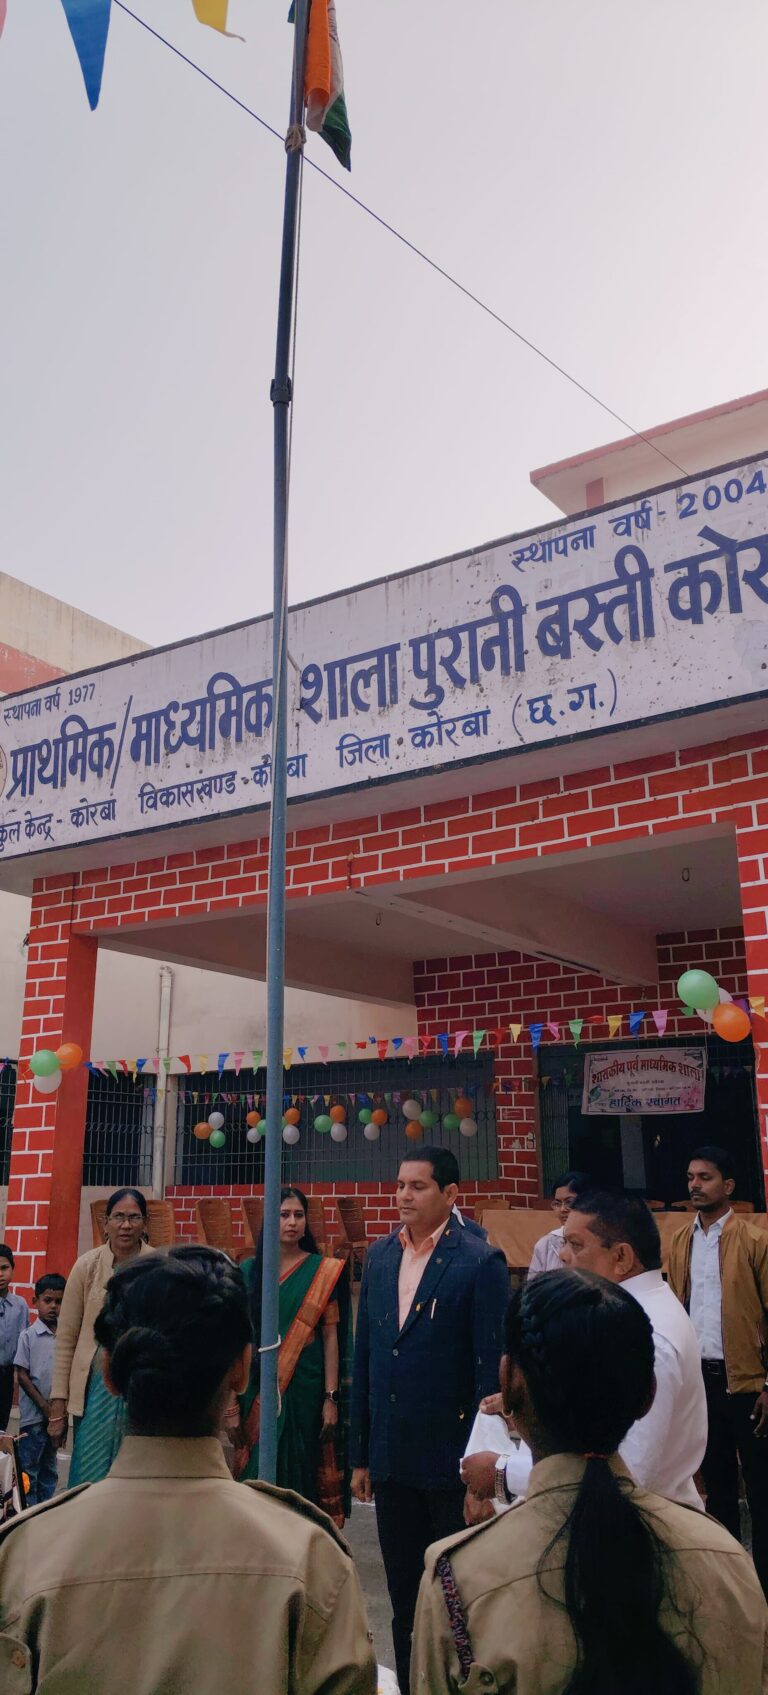 स्थापना वर्ष 1977
स्थापना वर्ष - 2004
प्राथमिक/माध्यमिक शाला पुरानी बस्ती कोर
कुल केन्द्र - कोरबा विकासखण्ड - कोरबा जिला - कोरबा (छ.ग.)
शासकीय पूर्व माध्यमिक शाला
हार्दिक स्वागत